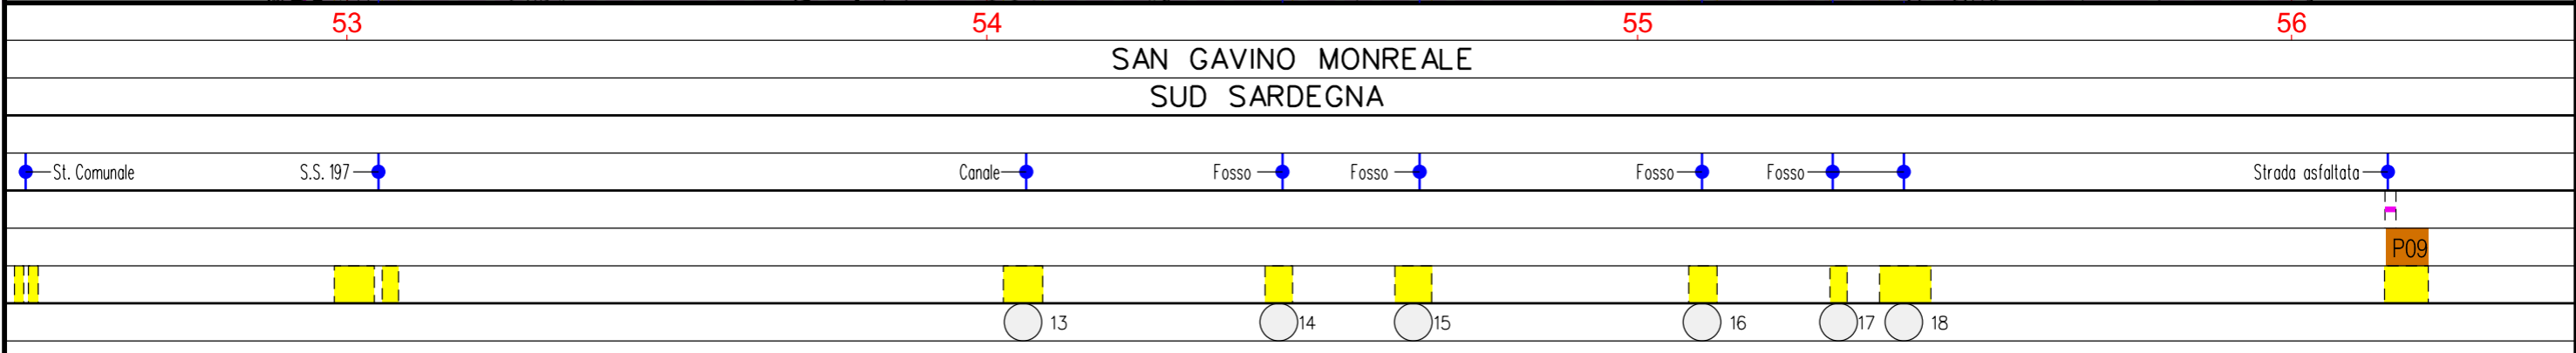 53 54 55 56
SAN GAVINO MONREALE
SUD SARDEGNA
St. Comunale S.S. 197 Canale Fosso Fosso Fosso Fosso Strada asfaltata
P09
13 14 15 16 17 18